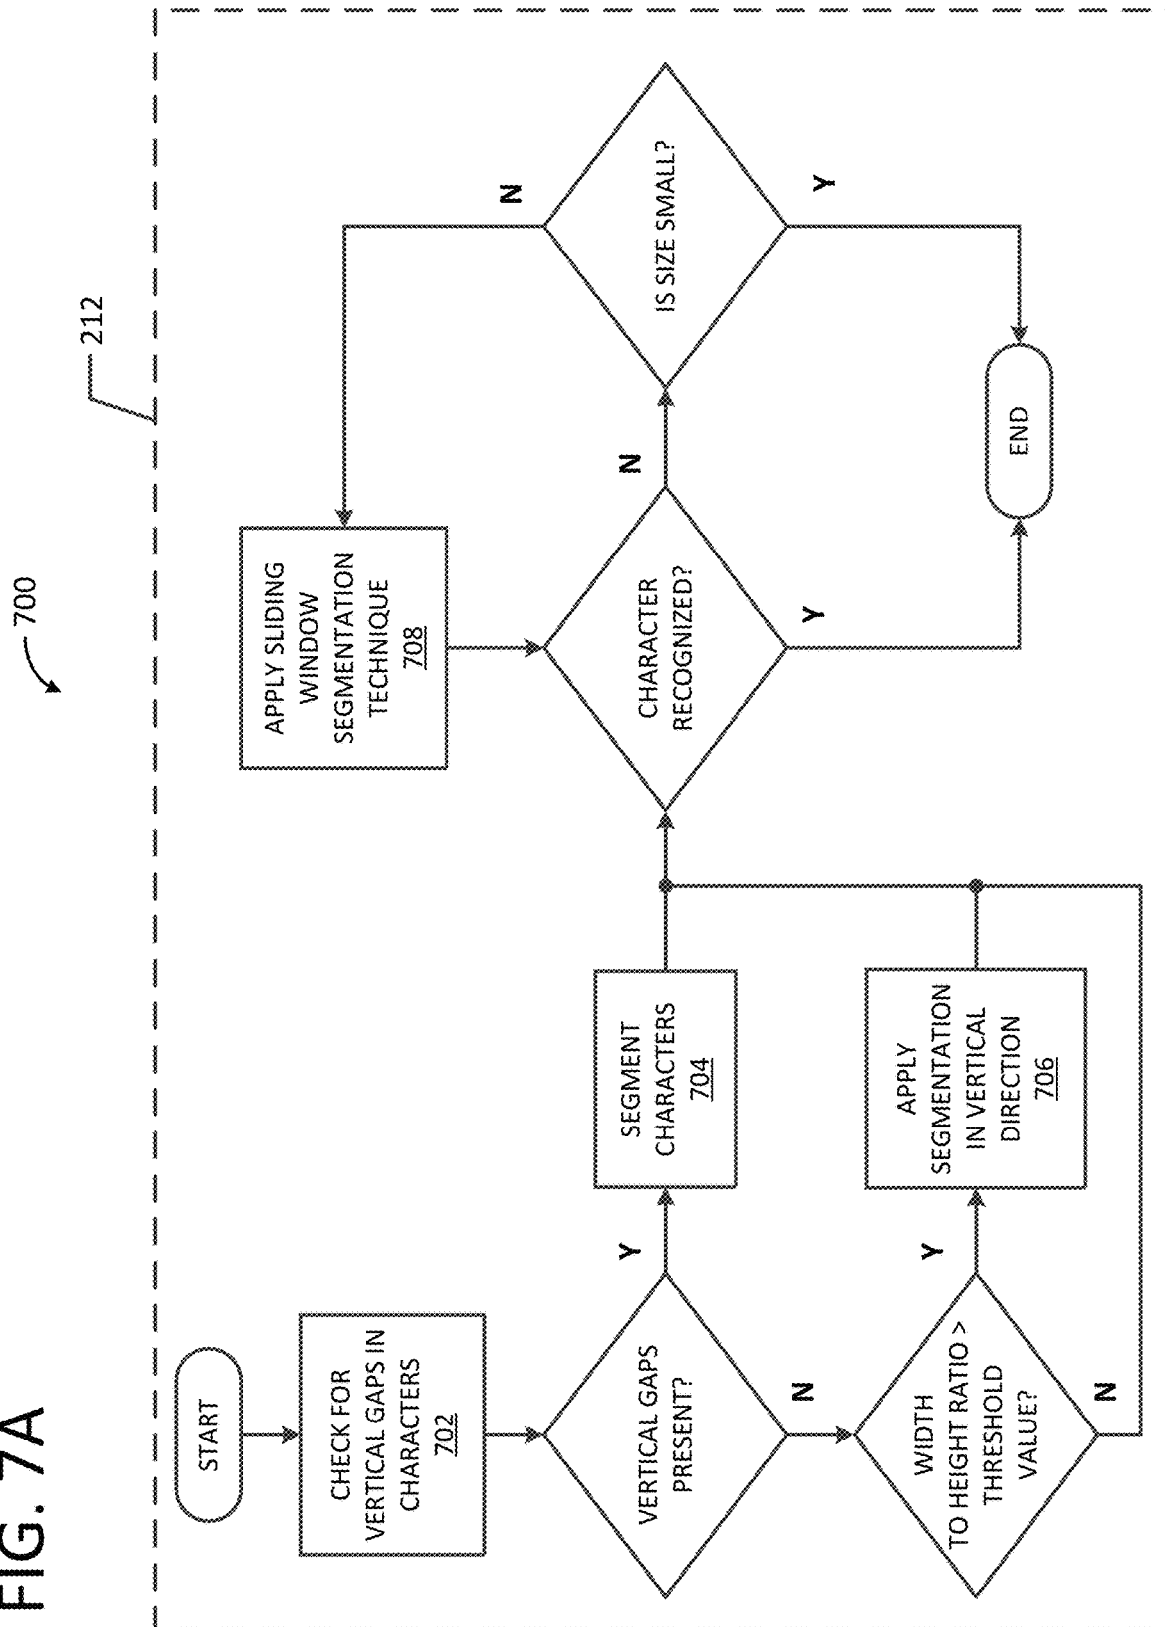 FIG. 7A
700
212
START
CHECK FOR
VERTICAL GAPS IN
CHARACTERS
702
VERTICAL GAPS
PRESENT?
Y
N
SEGMENT
CHARACTERS
704
WIDTH
TO HEIGHT RATIO >
THRESHOLD
VALUE?
Y
N
APPLY
SEGMENTATION
IN VERTICAL
DIRECTION
706
APPLY SLIDING
WINDOW
SEGMENTATION
TECHNIQUE
708
CHARACTER
RECOGNIZED?
N
Y
IS SIZE SMALL?
N
Y
END